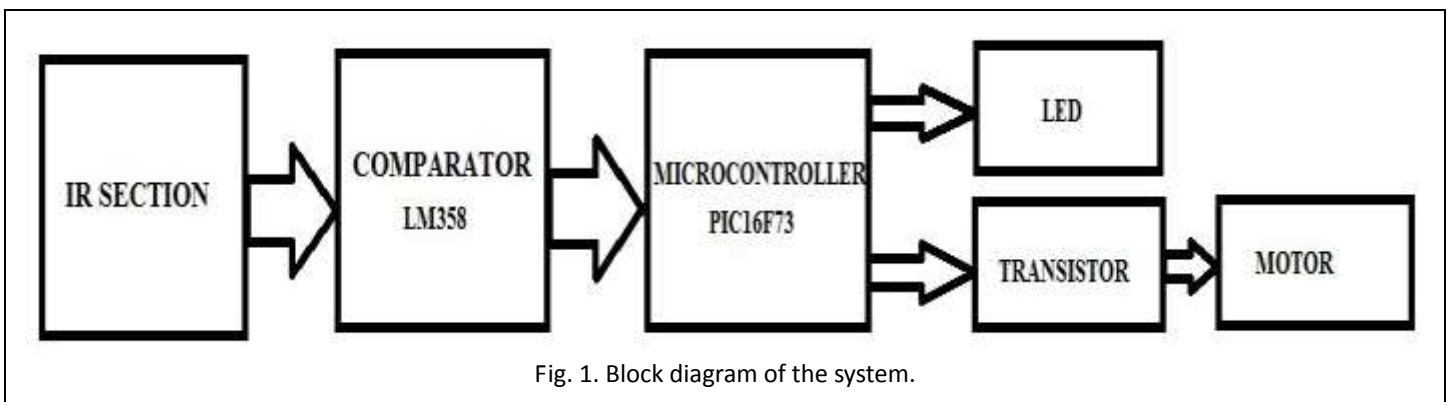 IR SECTION
COMPARATOR
LM358
MICROCONTROLLER
PIC16F73
LED
TRANSISTOR
MOTOR
Fig. 1. Block diagram of the system.